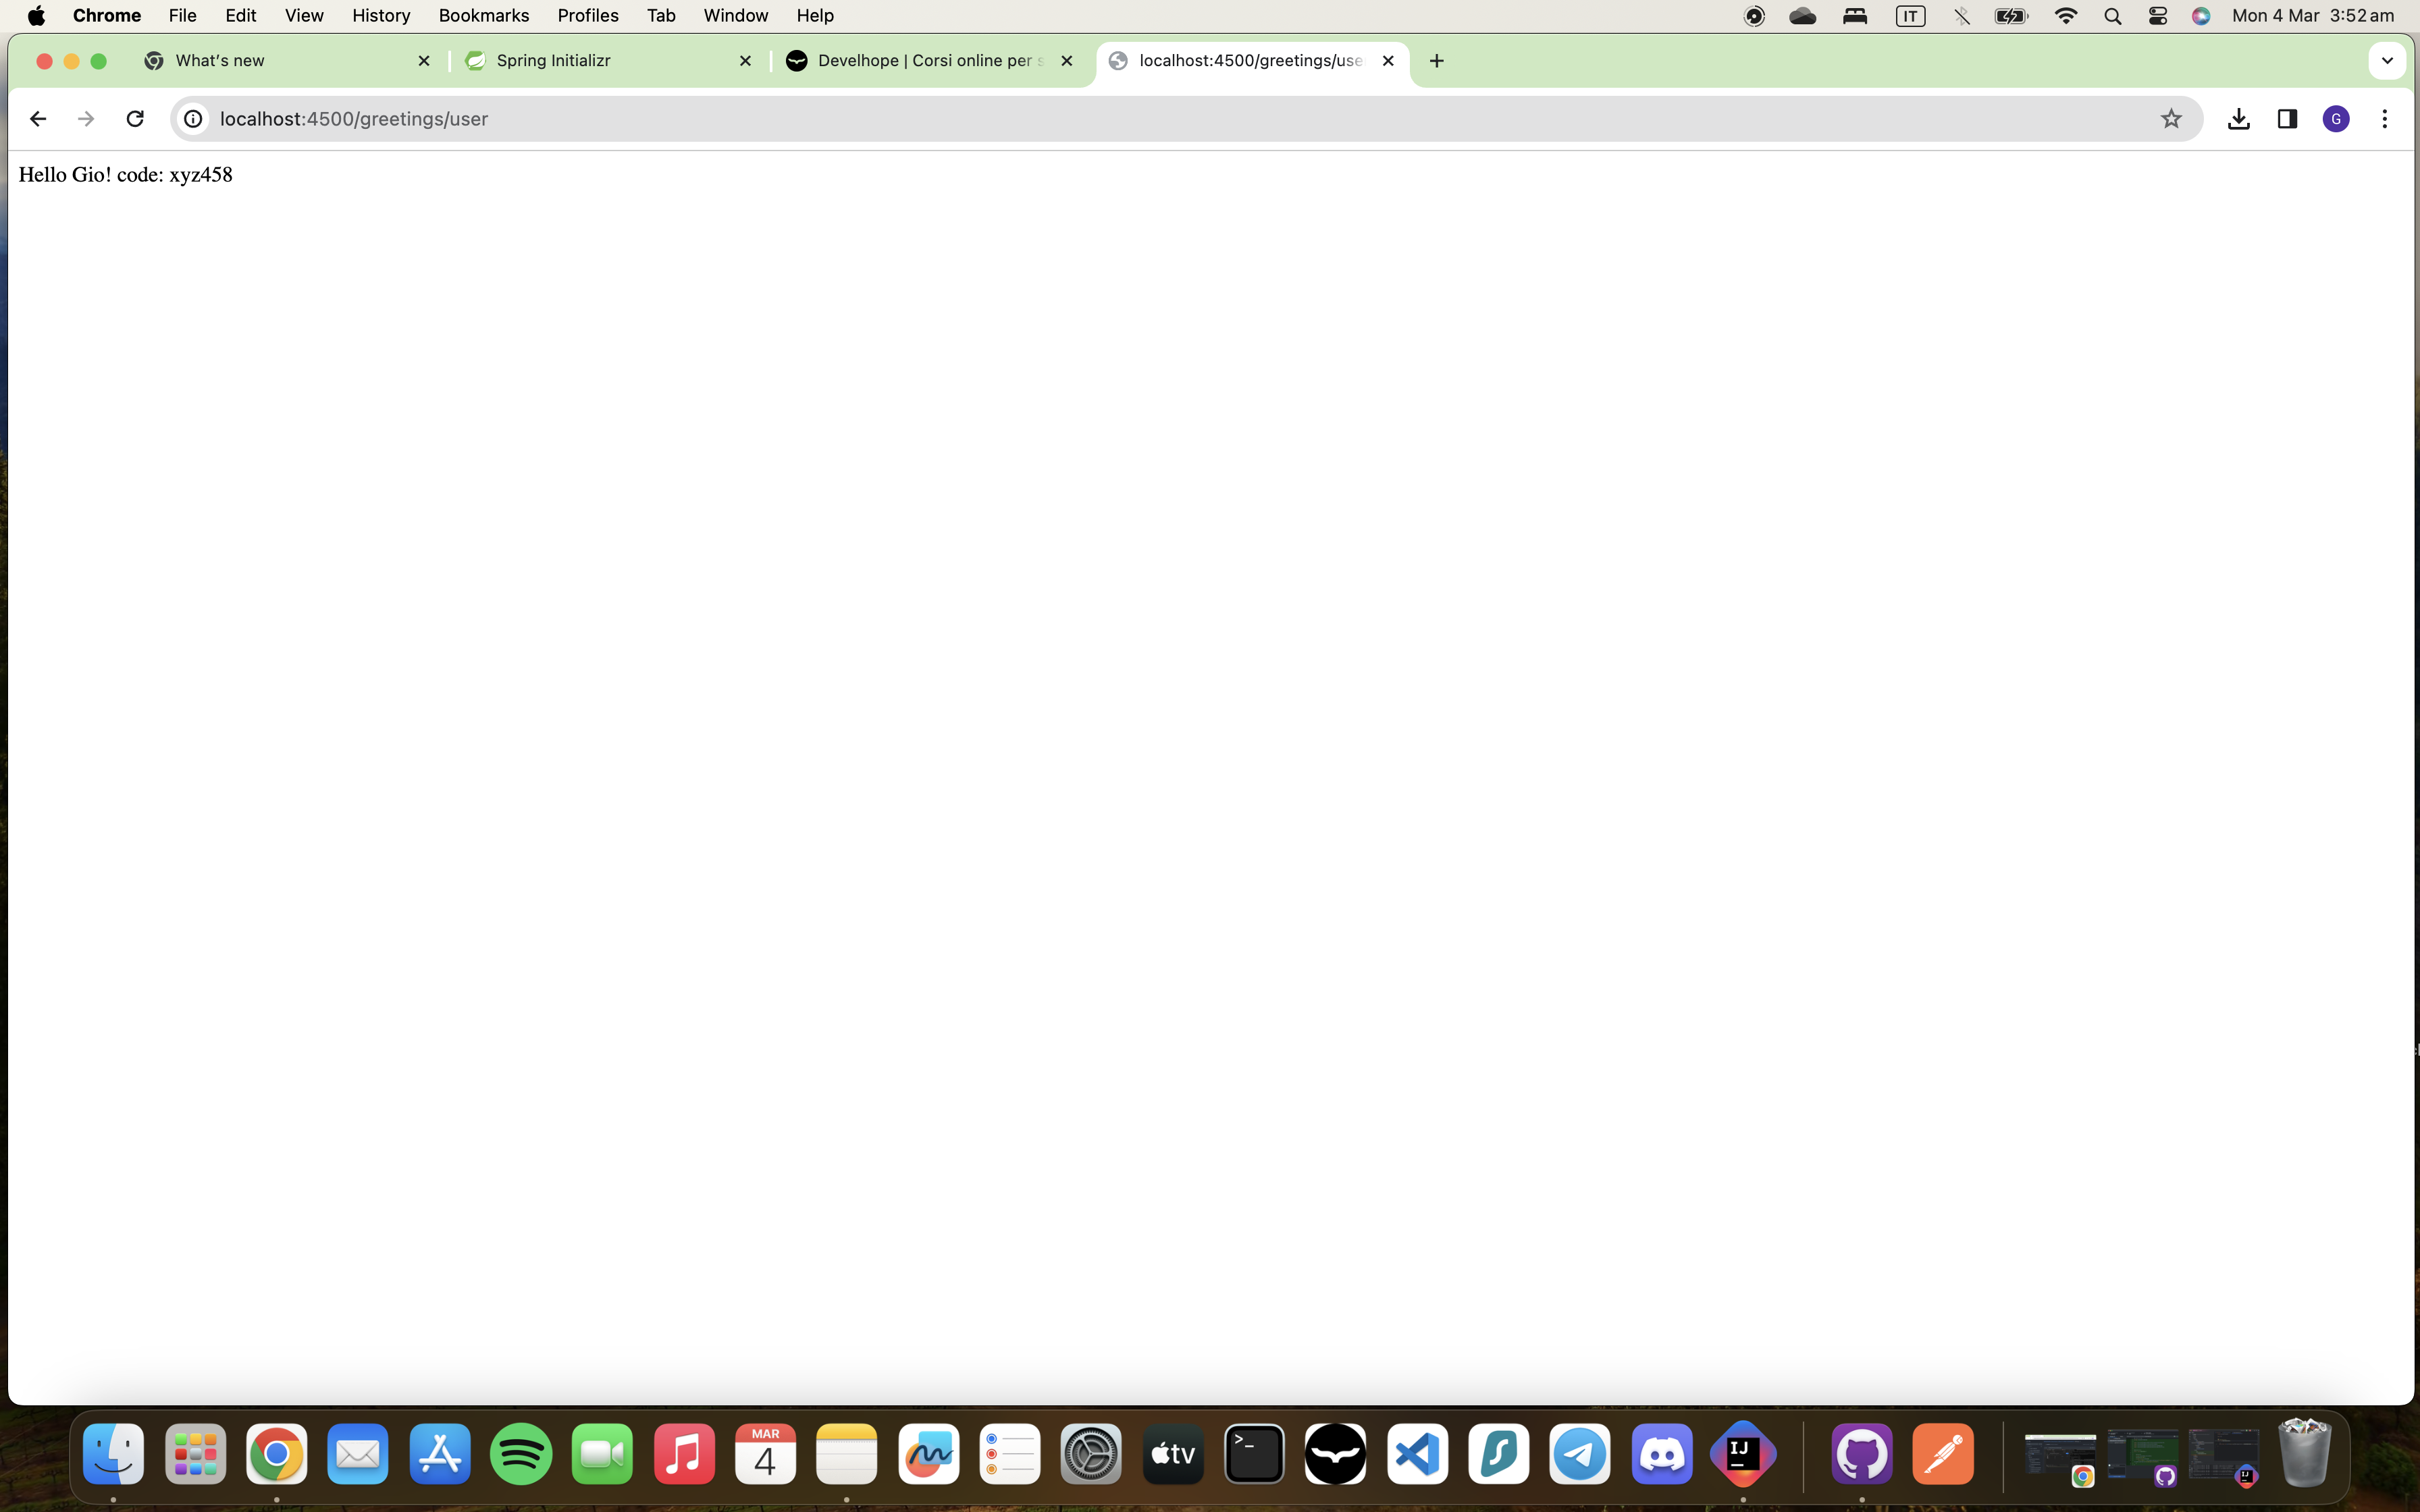 Chrome File Edit View History Bookmarks Profiles Tab Window Help IT Mon 4 Mar 3:52 am
What's new Spring Initializr Develhope | Corsi online per s localhost:4500/greetings/use
localhost:4500/greetings/user G
Hello Gio! code: xyz458
MAR
4
tv
>_
IJ
IJ